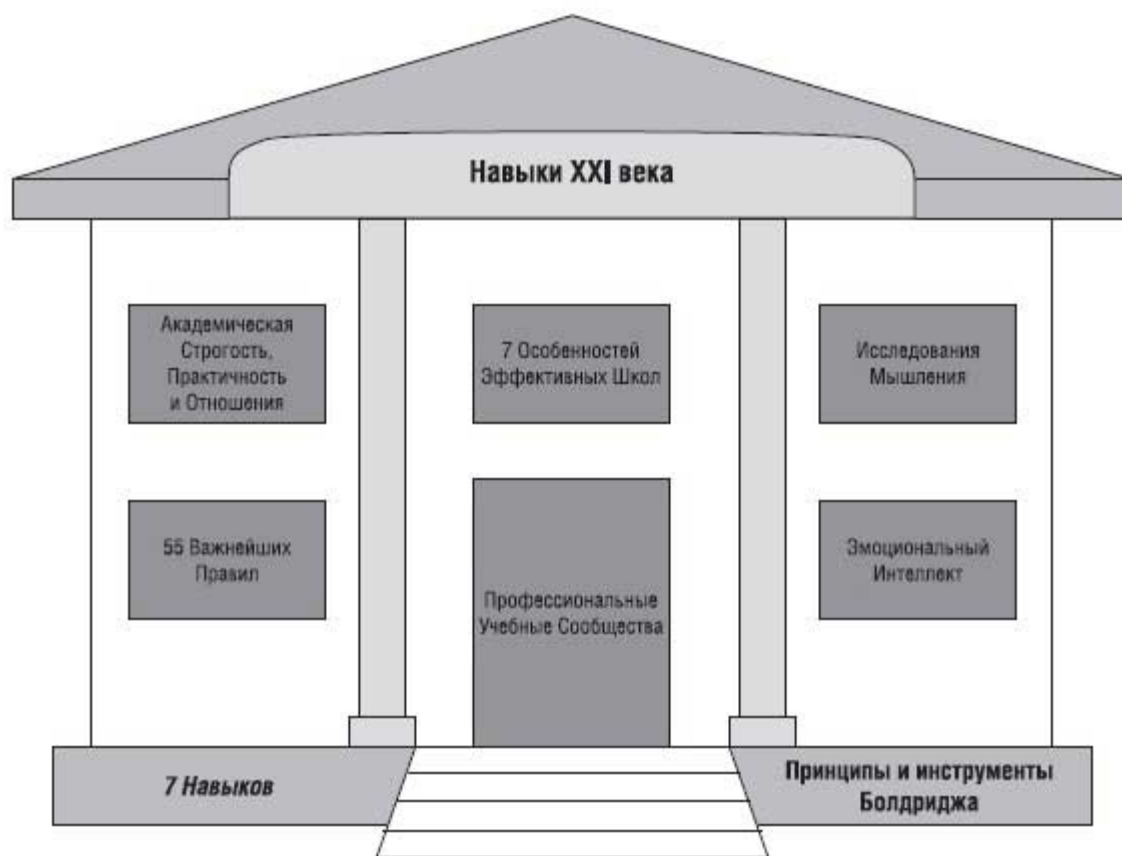 Навыки XXI века
Академическая
Строгость,
Практичность
и Отношения
7 Особенностей
Эффективных Школ
Исследования
Мышления
55 Важнейших
Правил
Профессиональные
Учебные Сообщества
Эмоциональный
Интеллект
7 Навыков
Принципы и инструменты
Болдриджа